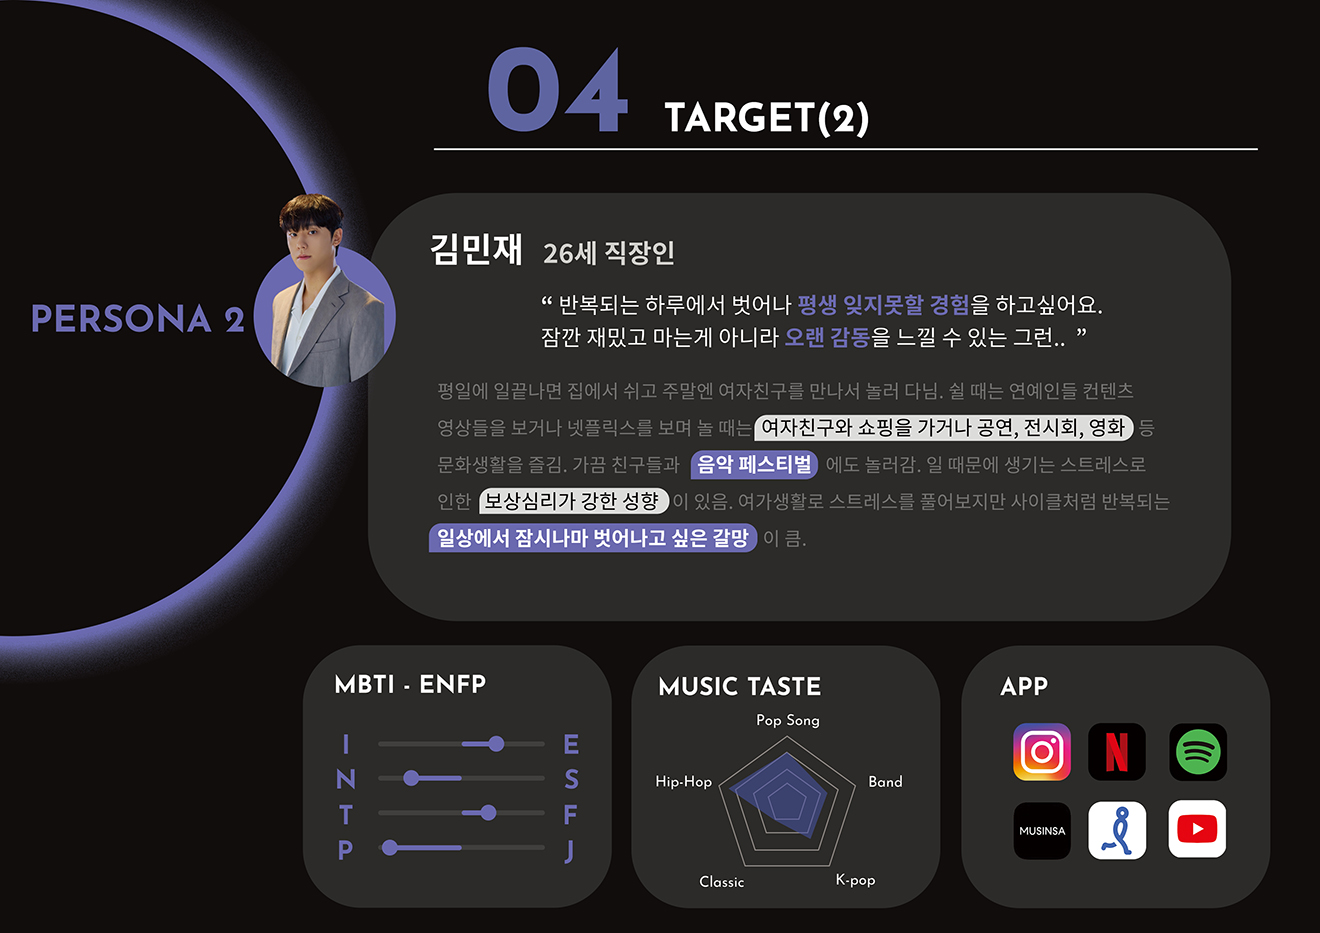 04 TARGET(2)
PERSONA 2
김민재 26세 직장인
“ 반복되는 하루에서 벗어나 평생 잊지못할 경험을 하고싶어요.
잠깐 재밌고 마는게 아니라 오랜 감동을 느낄 수 있는 그런.. ”
평일에 일끝나면 집에서 쉬고 주말엔 여자친구를 만나서 놀러 다님. 쉴 때는 연예인들 컨텐츠
영상들을 보거나 넷플릭스를 보며 놀 때는 여자친구와 쇼핑을 가거나 공연, 전시회, 영화 등
문화생활을 즐김. 가끔 친구들과 음악 페스티벌 에도 놀러감. 일 때문에 생기는 스트레스로
인한 보상심리가 강한 성향 이 있음. 여가생활로 스트레스를 풀어보지만 사이클처럼 반복되는
일상에서 잠시나마 벗어나고 싶은 갈망 이 큼.
MBTI - ENFP
I E
N S
T F
P J
MUSIC TASTE
Pop Song
Hip-Hop Band
Classic K-pop
APP
N
MUSINSA